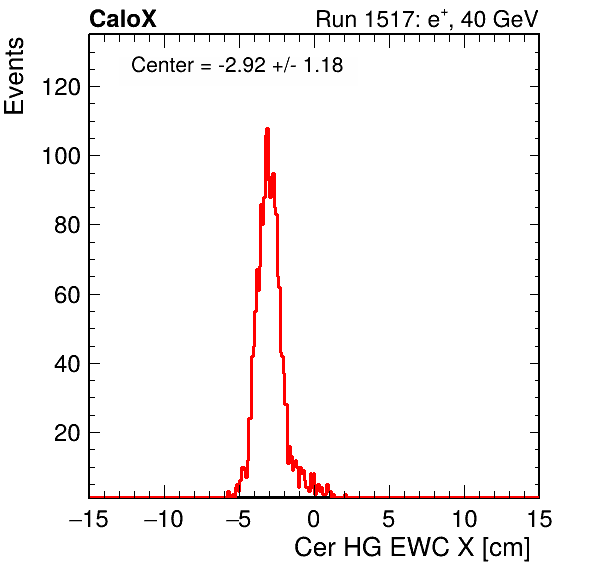 CaloX Run 1517: e+, 40 GeV
Events
Center = -2.92 +/- 1.18
120
100
80
60
40
20
−15 −10 −5 0 5 10 15
Cer HG EWC X [cm]